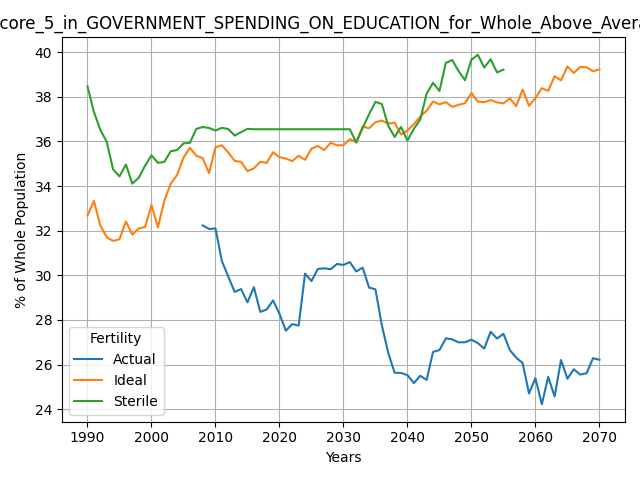 core_5_in_GOVERNMENT_SPENDING_ON_EDUCATION_for_Whole_Above_Avera
40
38
36
34
32
30
28
26
24
% of Whole Population
Fertility
Actual
Ideal
Sterile
1990 2000 2010 2020 2030 2040 2050 2060 2070
Years